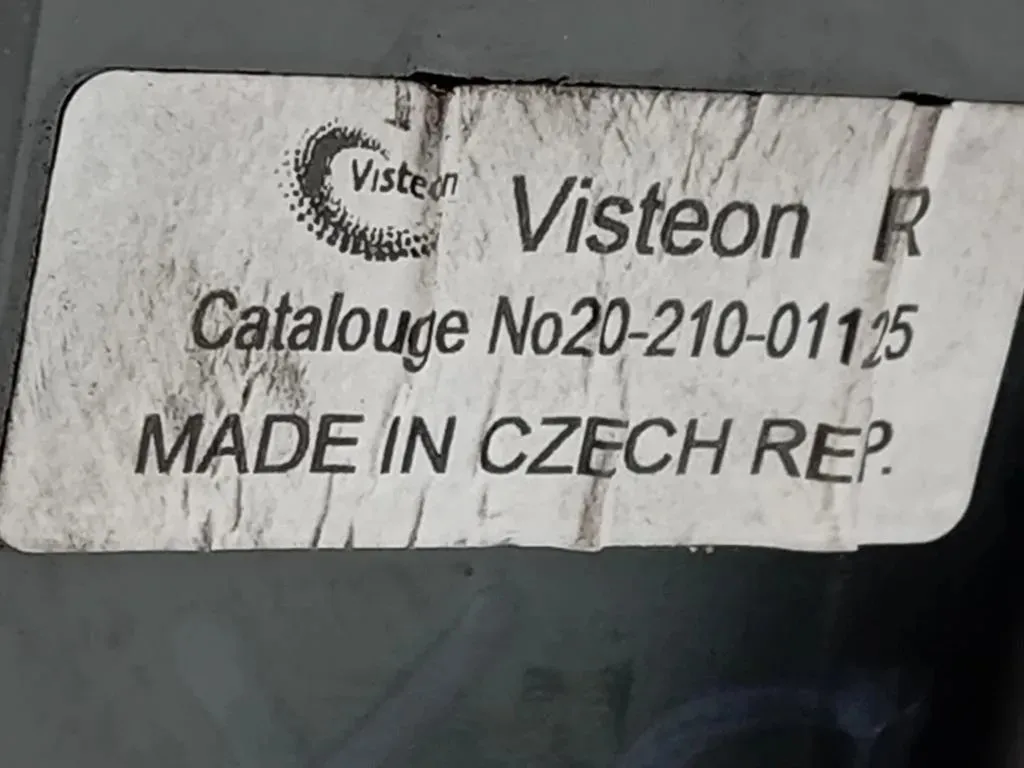 Visteon
Visteon R
Catalouge No20-210-01125
MADE IN CZECH REP.